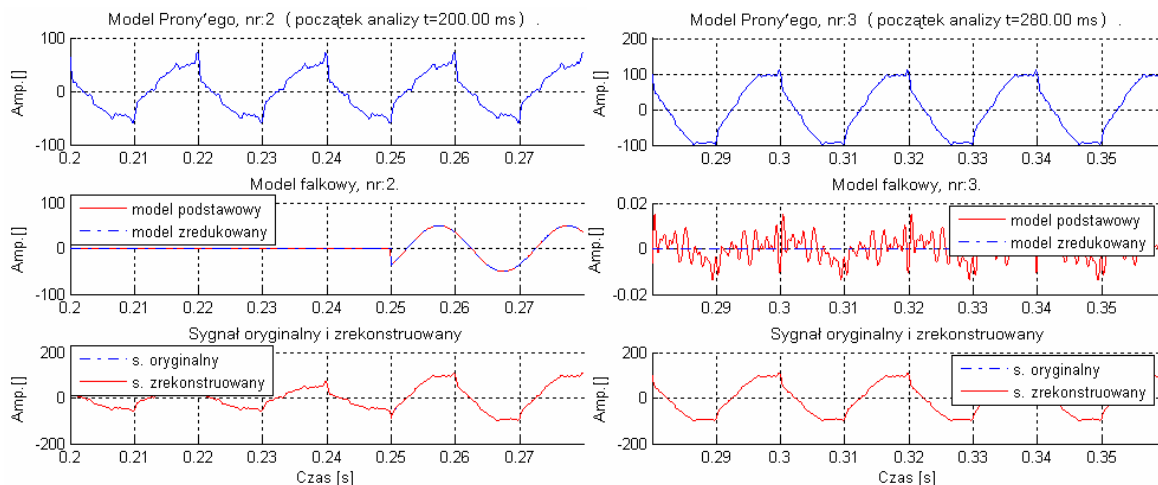 Model Prony'ego, nr:2 (początek analizy t=200.00 ms) .
100
0
-100
Amp.[]
0.2 0.21 0.22 0.23 0.24 0.25 0.26 0.27
Model falkowy, nr:2.
100
0
-100
Amp.[]
model podstawowy
model zredukowany
0.2 0.21 0.22 0.23 0.24 0.25 0.26 0.27
Sygnał oryginalny i zrekonstruowany
200
0
-200
Amp.[]
s. oryginalny
s. zrekonstruowany
0.2 0.21 0.22 0.23 0.24 0.25 0.26 0.27
Czas [s]
Model Prony'ego, nr:3 (początek analizy t=280.00 ms) .
200
100
0
-100
Amp.[]
0.29 0.3 0.31 0.32 0.33 0.34 0.35
Model falkowy, nr:3.
0.02
0
-0.02
Amp.[]
model podstawowy
model zredukowany
0.29 0.3 0.31 0.32 0.33 0.34 0.35
Sygnał oryginalny i zrekonstruowany
200
0
-200
Amp.[]
s. oryginalny
s. zrekonstruowany
0.29 0.3 0.31 0.32 0.33 0.34 0.35
Czas [s]